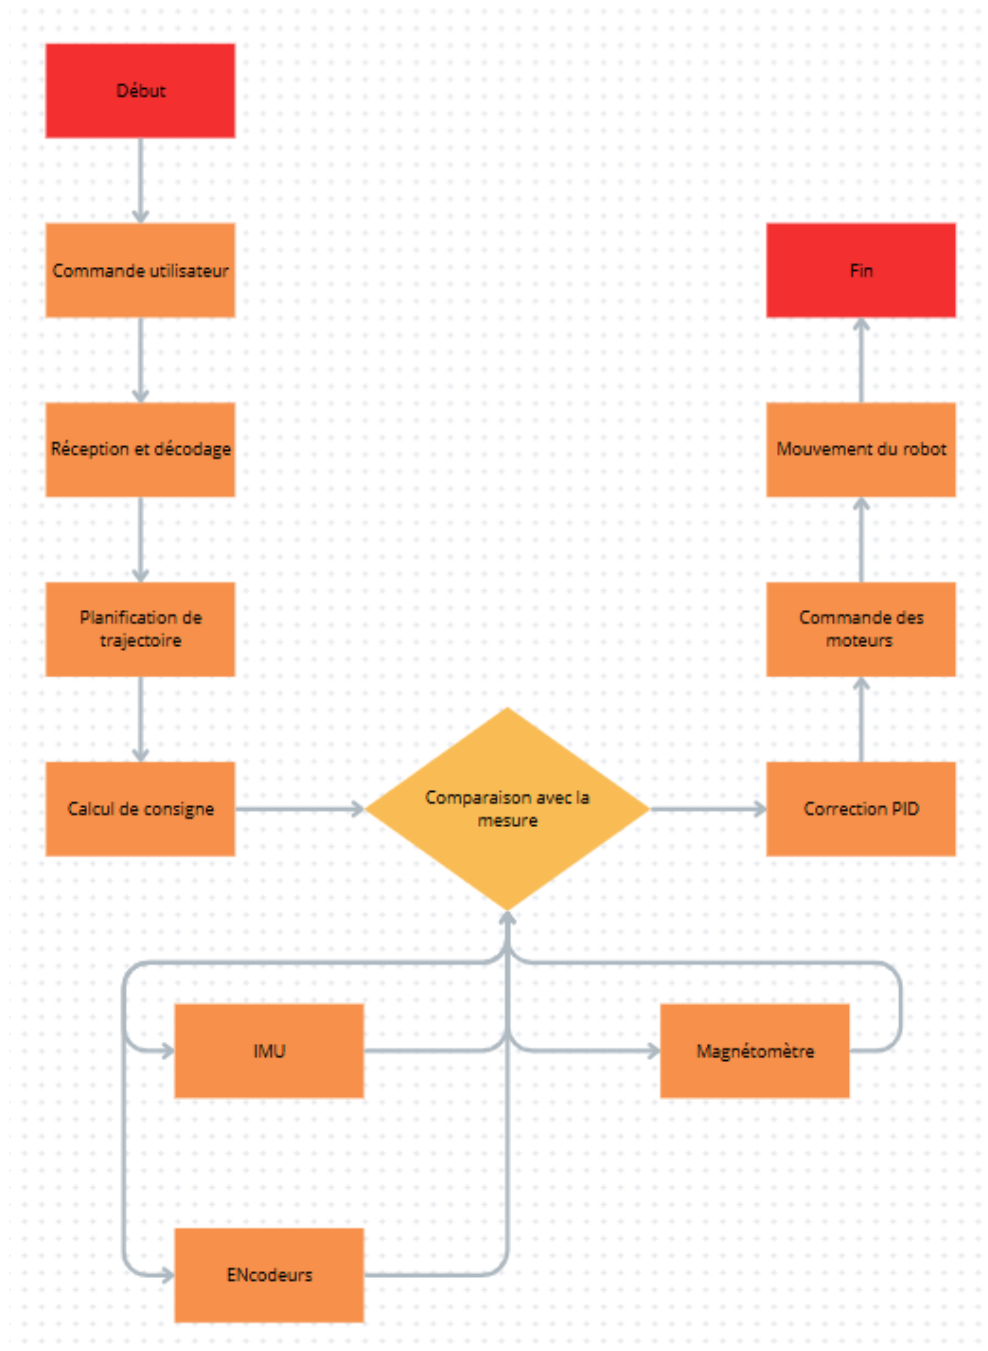 Début
Commande utilisateur
Réception et décodage
Planification de
trajectoire
Calcul de consigne
Comparaison avec la
mesure
Correction PID
Commande des
moteurs
Mouvement du robot
Fin
IMU
Magnétomètre
ENcodeurs